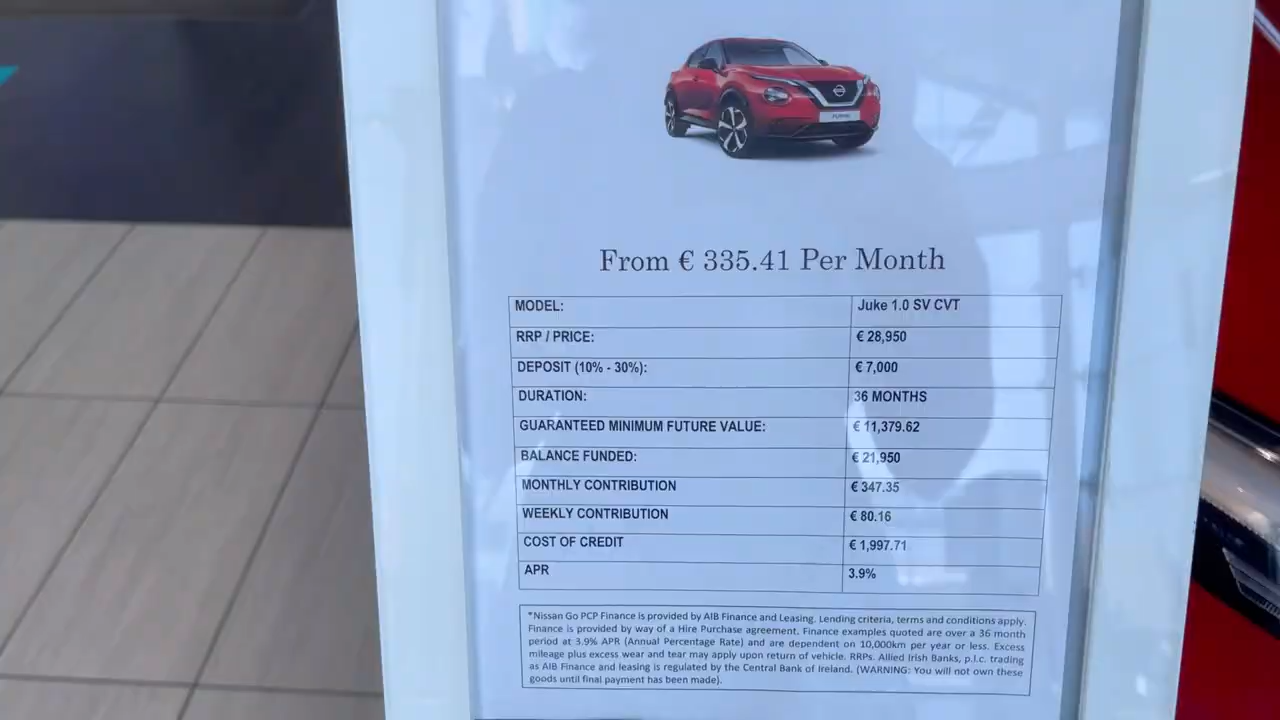 From € 335.41 Per Month
MODEL: Juke 1.0 SV CVT
RRP / PRICE: € 28,950
DEPOSIT (10% - 30%): € 7,000
DURATION: 36 MONTHS
GUARANTEED MINIMUM FUTURE VALUE: € 11,379.62
BALANCE FUNDED: € 21,950
MONTHLY CONTRIBUTION € 347.35
WEEKLY CONTRIBUTION € 80.16
COST OF CREDIT € 1,997.71
APR 3.9%
*Nissan Go PCP Finance is provided by AIB Finance and Leasing. Lending criteria, terms and conditions apply.
Finance is provided by way of a Hire Purchase agreement. Finance examples quoted are over a 36 month
period at 3.9% APR (Annual Percentage Rate) and are dependent on 10,000km per year or less. Excess
mileage plus excess wear and tear may apply upon return of vehicle. RRPs. Allied Irish Banks, p.l.c. trading
as AIB Finance and leasing is regulated by the Central Bank of Ireland. (WARNING: You will not own these
goods until final payment has been made).